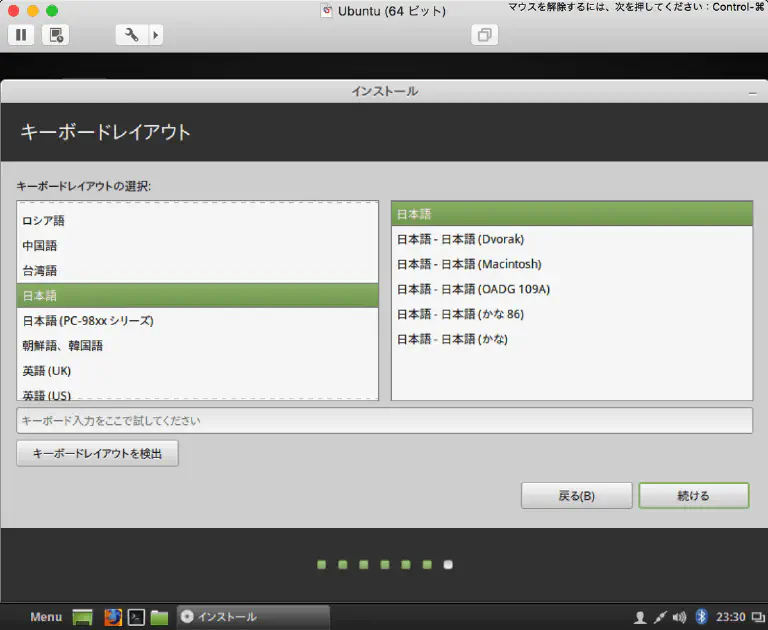 Ubuntu (64 ビット)
マウスを解除するには、次を押してください：Control-⌘
インストール
キーボードレイアウト
キーボードレイアウトの選択:
ロシア語
中国語
台湾語
日本語
日本語 (PC-98xx シリーズ)
朝鮮語、韓国語
英語 (UK)
英語 (US)
日本語
日本語 - 日本語 (Dvorak)
日本語 - 日本語 (Macintosh)
日本語 - 日本語 (OADG 109A)
日本語 - 日本語 (かな 86)
日本語 - 日本語 (かな)
キーボード入力をここで試してください
キーボードレイアウトを検出
戻る(B)
続ける
Menu
インストール
23:30